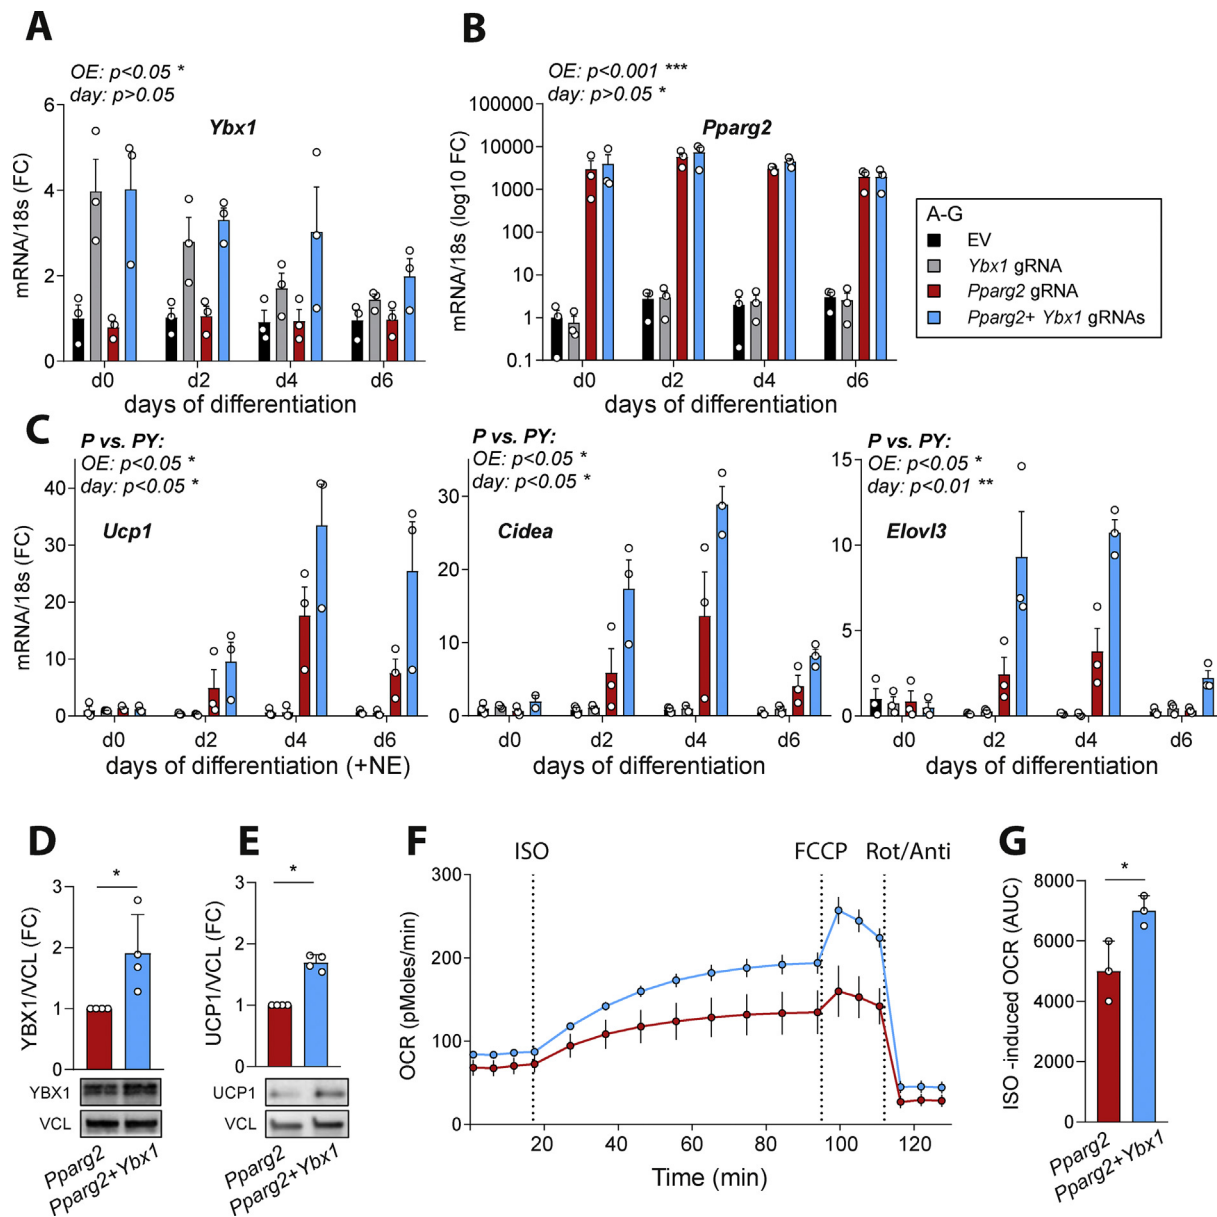 A
OE: p<0.05 *
day: p>0.05
Ybx1
mRNA/18s (FC)
6
4
2
0
d0 d2 d4 d6
days of differentiation
B
OE: p<0.001 ***
day: p>0.05 *
Pparg2
mRNA/18s (log10 FC)
100000
10000
1000
100
10
1
0.1
d0 d2 d4 d6
days of differentiation
A-G
EV
Ybx1 gRNA
Pparg2 gRNA
Pparg2+ Ybx1 gRNAs
C
P vs. PY:
OE: p<0.05 *
day: p<0.05 *
Ucp1
mRNA/18s (FC)
40
30
20
10
0
d0 d2 d4 d6
days of differentiation (+NE)
P vs. PY:
OE: p<0.05 *
day: p<0.05 *
Cidea
30
20
10
0
d0 d2 d4 d6
days of differentiation
P vs. PY:
OE: p<0.05 *
day: p<0.01 **
Elovl3
15
10
5
0
d0 d2 d4 d6
days of differentiation
D
*
YBX1/VCL (FC)
3
2
1
0
YBX1
VCL
Pparg2
Pparg2+Ybx1
E
*
UCP1/VCL (FC)
3
2
1
0
UCP1
VCL
Pparg2
Pparg2+Ybx1
F
ISO FCCP Rot/Anti
OCR (pMoles/min)
300
200
100
0
20 40 60 80 100 120
Time (min)
G
*
ISO -induced OCR (AUC)
8000
6000
4000
2000
0
Pparg2
Pparg2+Ybx1